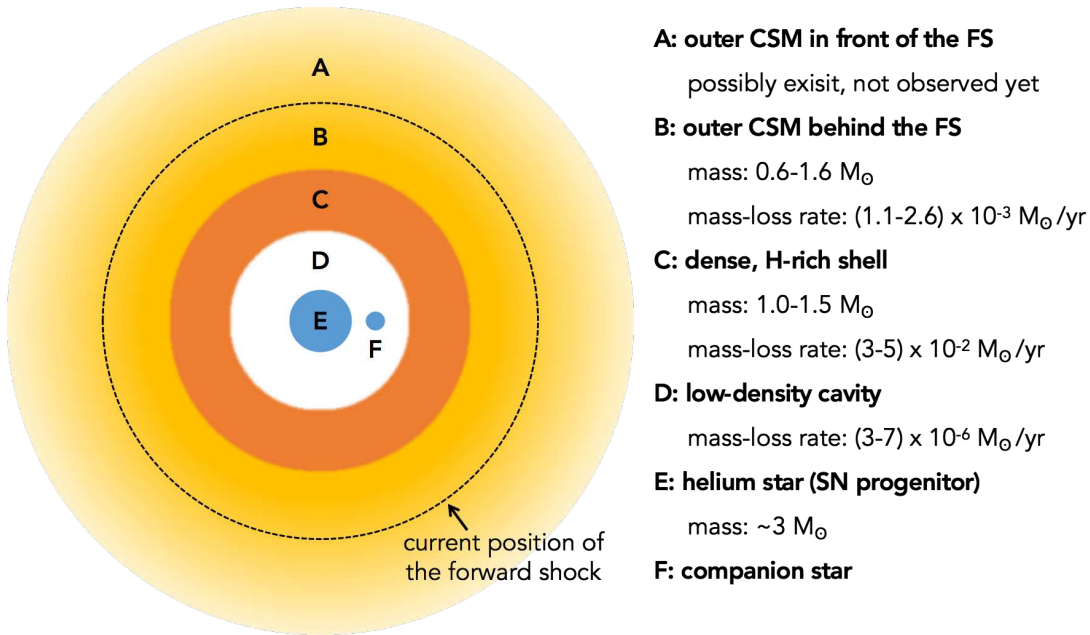 A
B
C
D
E
F
current position of
the forward shock
A: outer CSM in front of the FS
possibly exisit, not observed yet
B: outer CSM behind the FS
mass: 0.6-1.6 M☉
mass-loss rate: (1.1-2.6) x 10⁻³ M☉/yr
C: dense, H-rich shell
mass: 1.0-1.5 M☉
mass-loss rate: (3-5) x 10⁻² M☉/yr
D: low-density cavity
mass-loss rate: (3-7) x 10⁻⁶ M☉/yr
E: helium star (SN progenitor)
mass: ~3 M☉
F: companion star